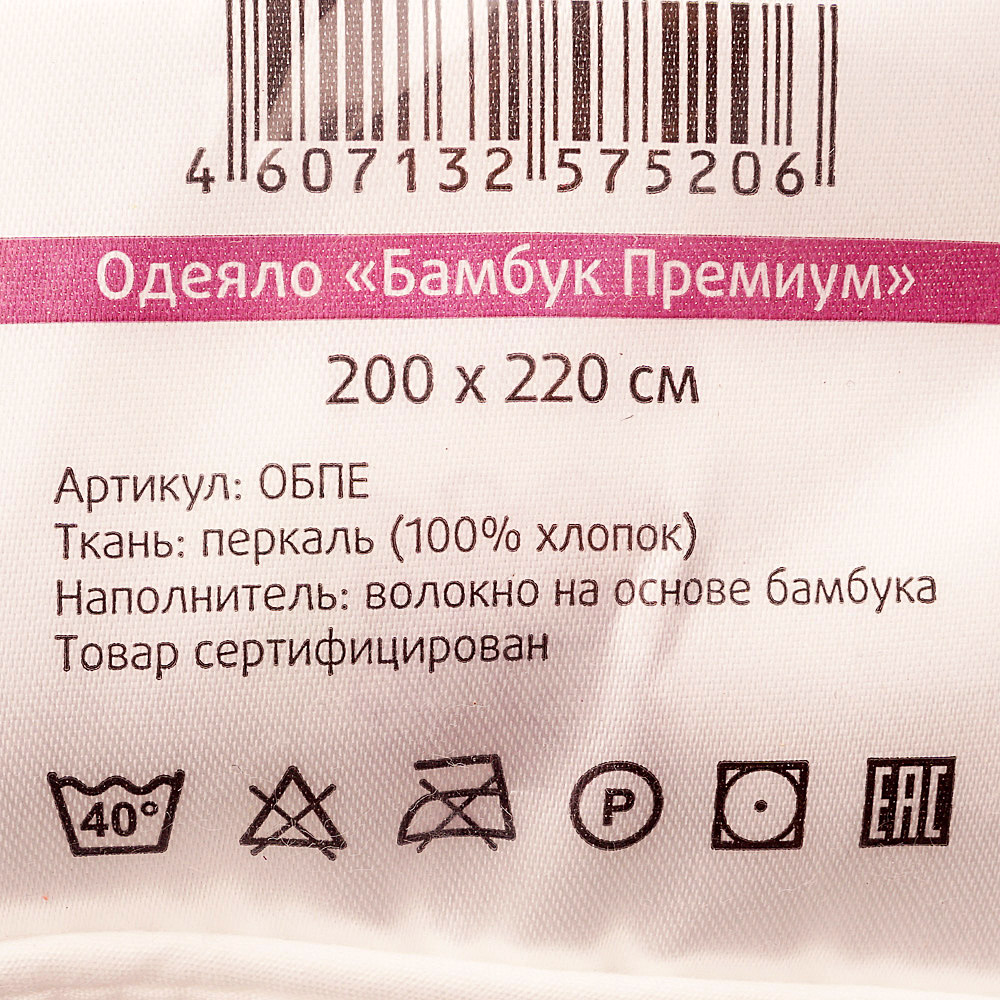 4 607132 575206
Одеяло «Бамбук Премиум»
200 x 220 см
Артикул: ОБПЕ
Ткань: перкаль (100% хлопок)
Наполнитель: волокно на основе бамбука
Товар сертифицирован
40° P EAC